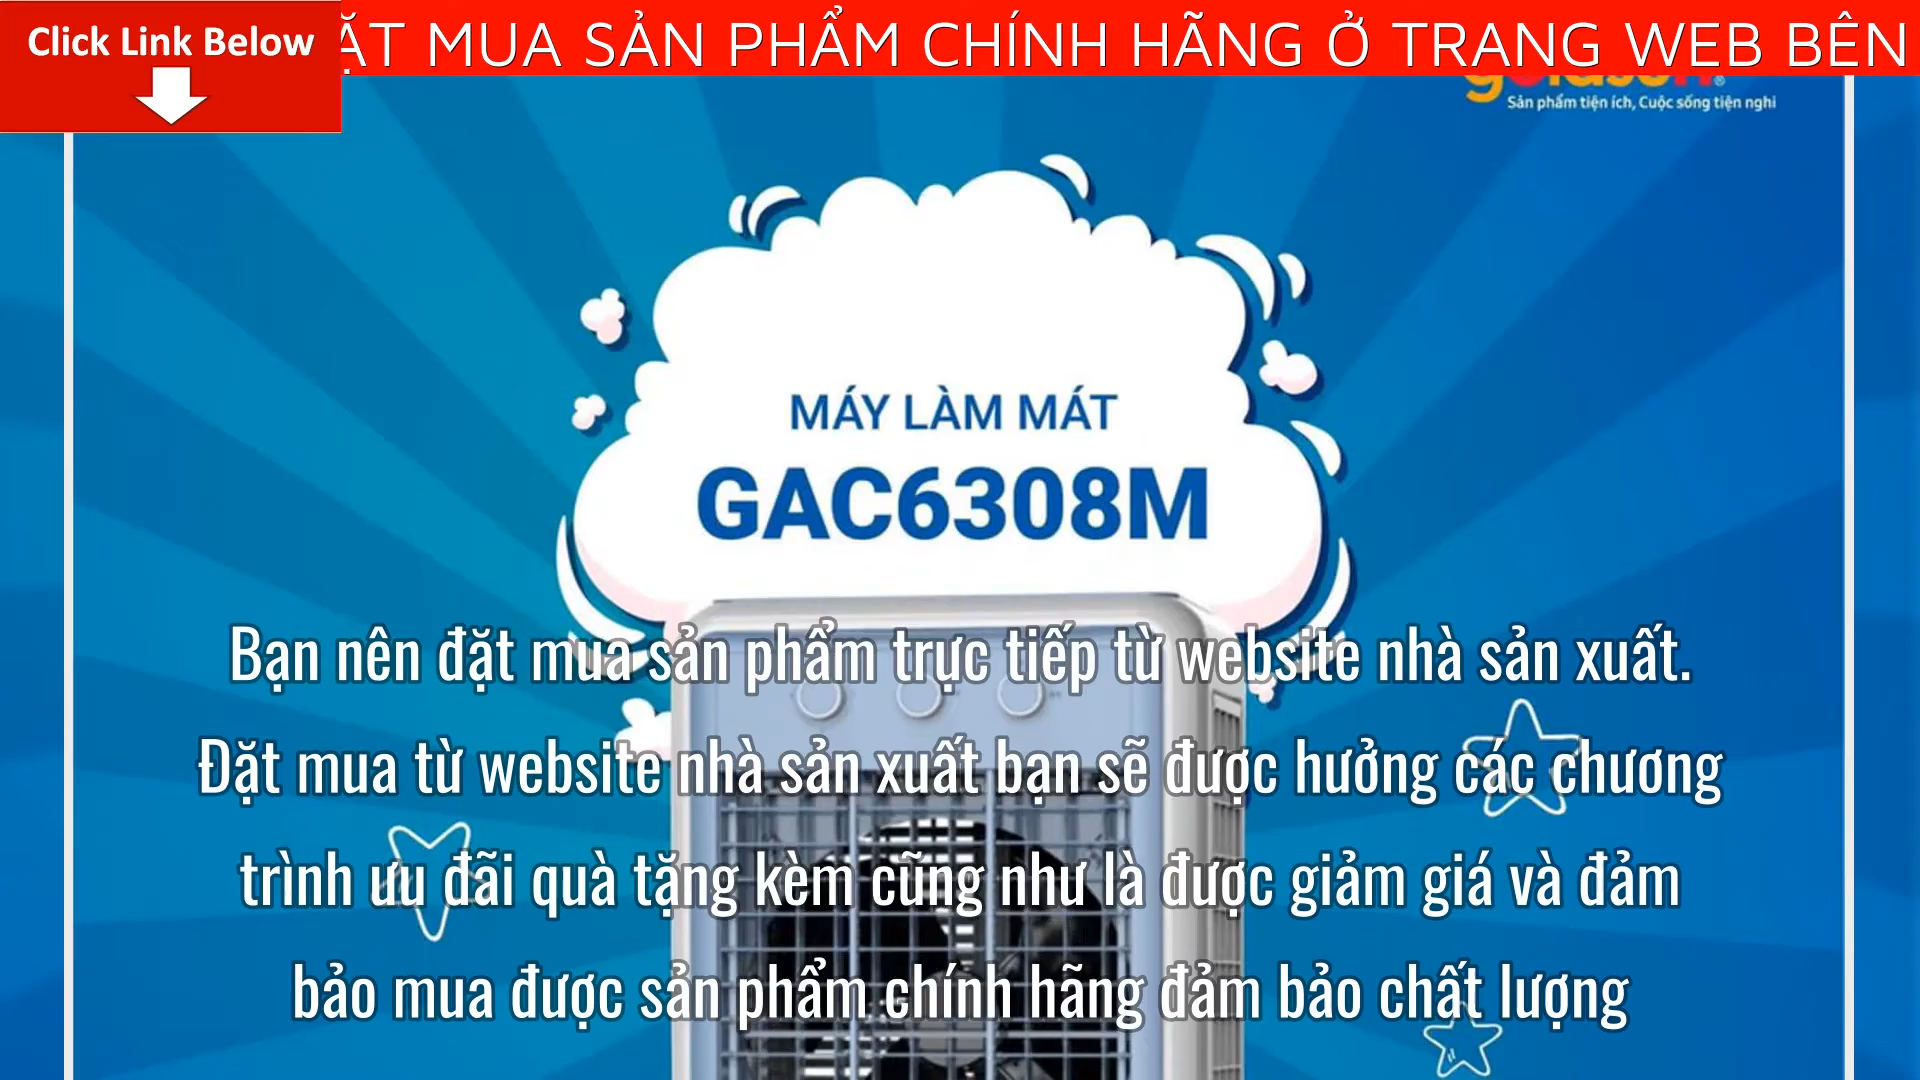 Click Link Below
ẶT MUA SẢN PHẨM CHÍNH HÃNG Ở TRANG WEB BÊN
Sản phẩm tiện ích, Cuộc sống tiện nghi
MÁY LÀM MÁT
GAC6308M
Bạn nên đặt mua sản phẩm trực tiếp từ website nhà sản xuất.
Đặt mua từ website nhà sản xuất bạn sẽ được hưởng các chương
trình ưu đãi quà tặng kèm cũng như là được giảm giá và đảm
bảo mua được sản phẩm chính hãng đảm bảo chất lượng